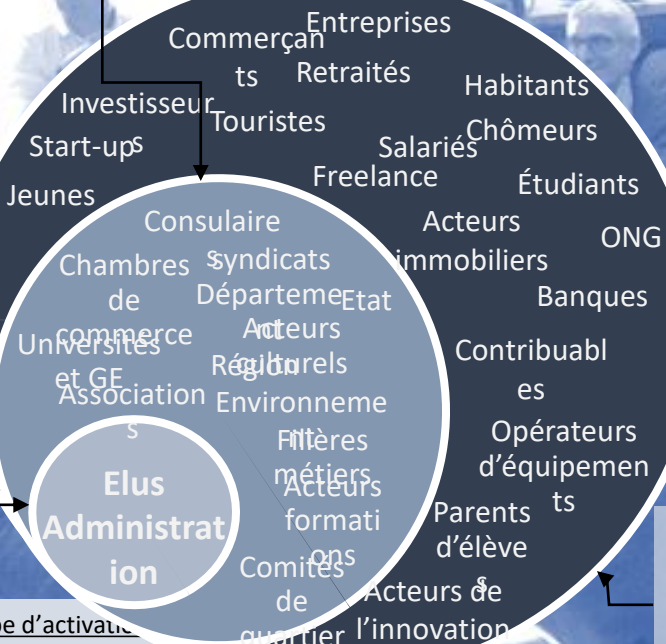 Entreprises
Commerçan
ts
Retraités
Habitants
Investisseur
s
Touristes
Chômeurs
Start-up
Salariés
Freelance
Étudiants
Jeunes
Consulaire
s
Acteurs
immobiliers
ONG
syndicats
Chambres
de
commerce
Départeme
nt
Etat
Banques
Acteurs
culturels
Universités
et GE
Région
Contribuabl
es
Association
s
Environneme
nt
Filières
métiers
Opérateurs
d'équipemen
ts
Elus
Administrat
ion
Acteurs
formati
ons
Parents
d'élève
s
Comités
de
quartier
Acteurs de
l'innovation
e d'activati